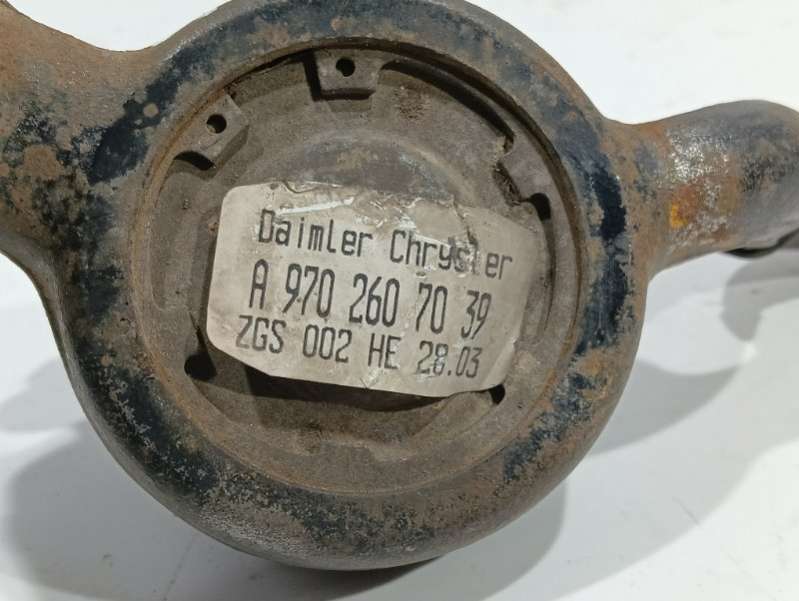 Daimler Chrysler
A 970 260 70 39
ZGS 002 HE 28.03